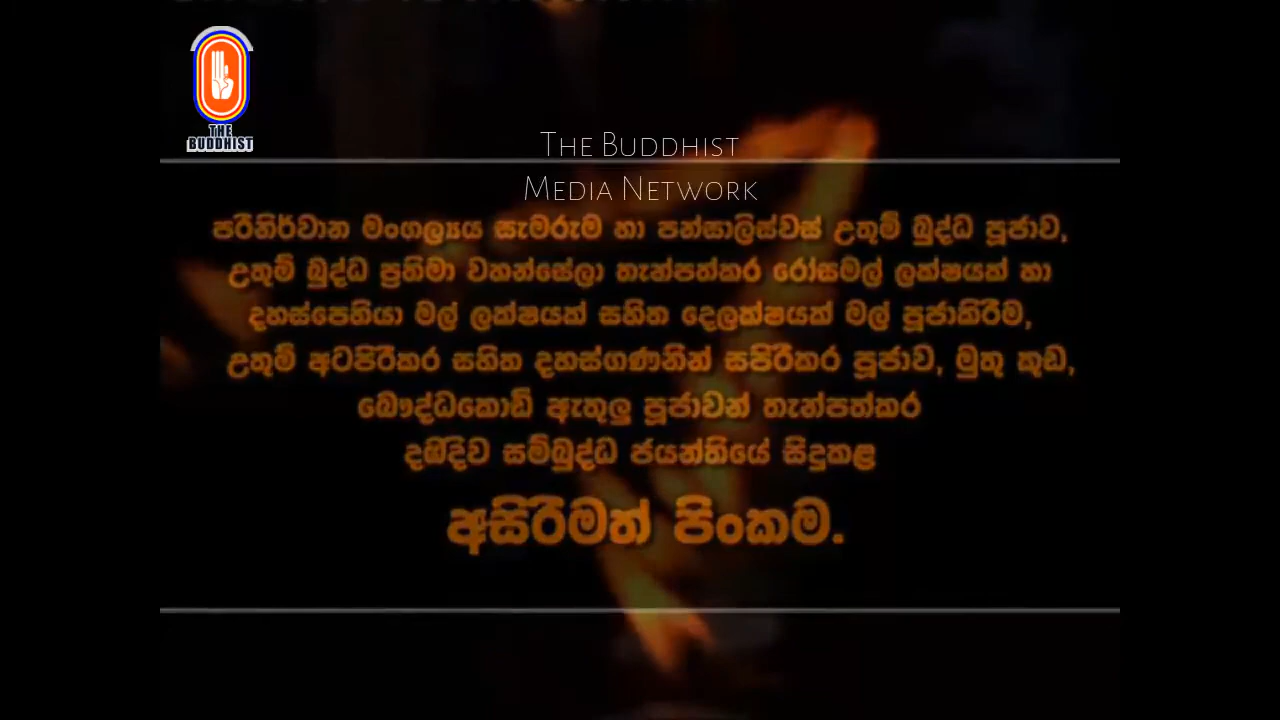 THE
BUDDHIST
THE BUDDHIST
MEDIA NETWORK
පරිනිර්වාන මංගල්‍යය සැමරුම හා පන්සාලිස්වස් උතුම් බුද්ධ පූජාව,
උතුම් බුද්ධ ප්‍රතිමා වහන්සේලා තැන්පත්කර රෝසමල් ලක්ෂයක් හා
දහස්පෙතියා මල් ලක්ෂයක් සහිත දෙලක්ෂයක් මල් පූජාකිරීම,
උතුම් අටපිරිකර සහිත දහස්ගණනින් සපිරිකර පූජාව, මුතු කුඩ,
බෞද්ධකොඩි ඇතුලු පූජාවන් තැන්පත්කර
දඹදිව සම්බුද්ධ ජයන්තියේ සිදුකළ
අසිරිමත් පිංකම.